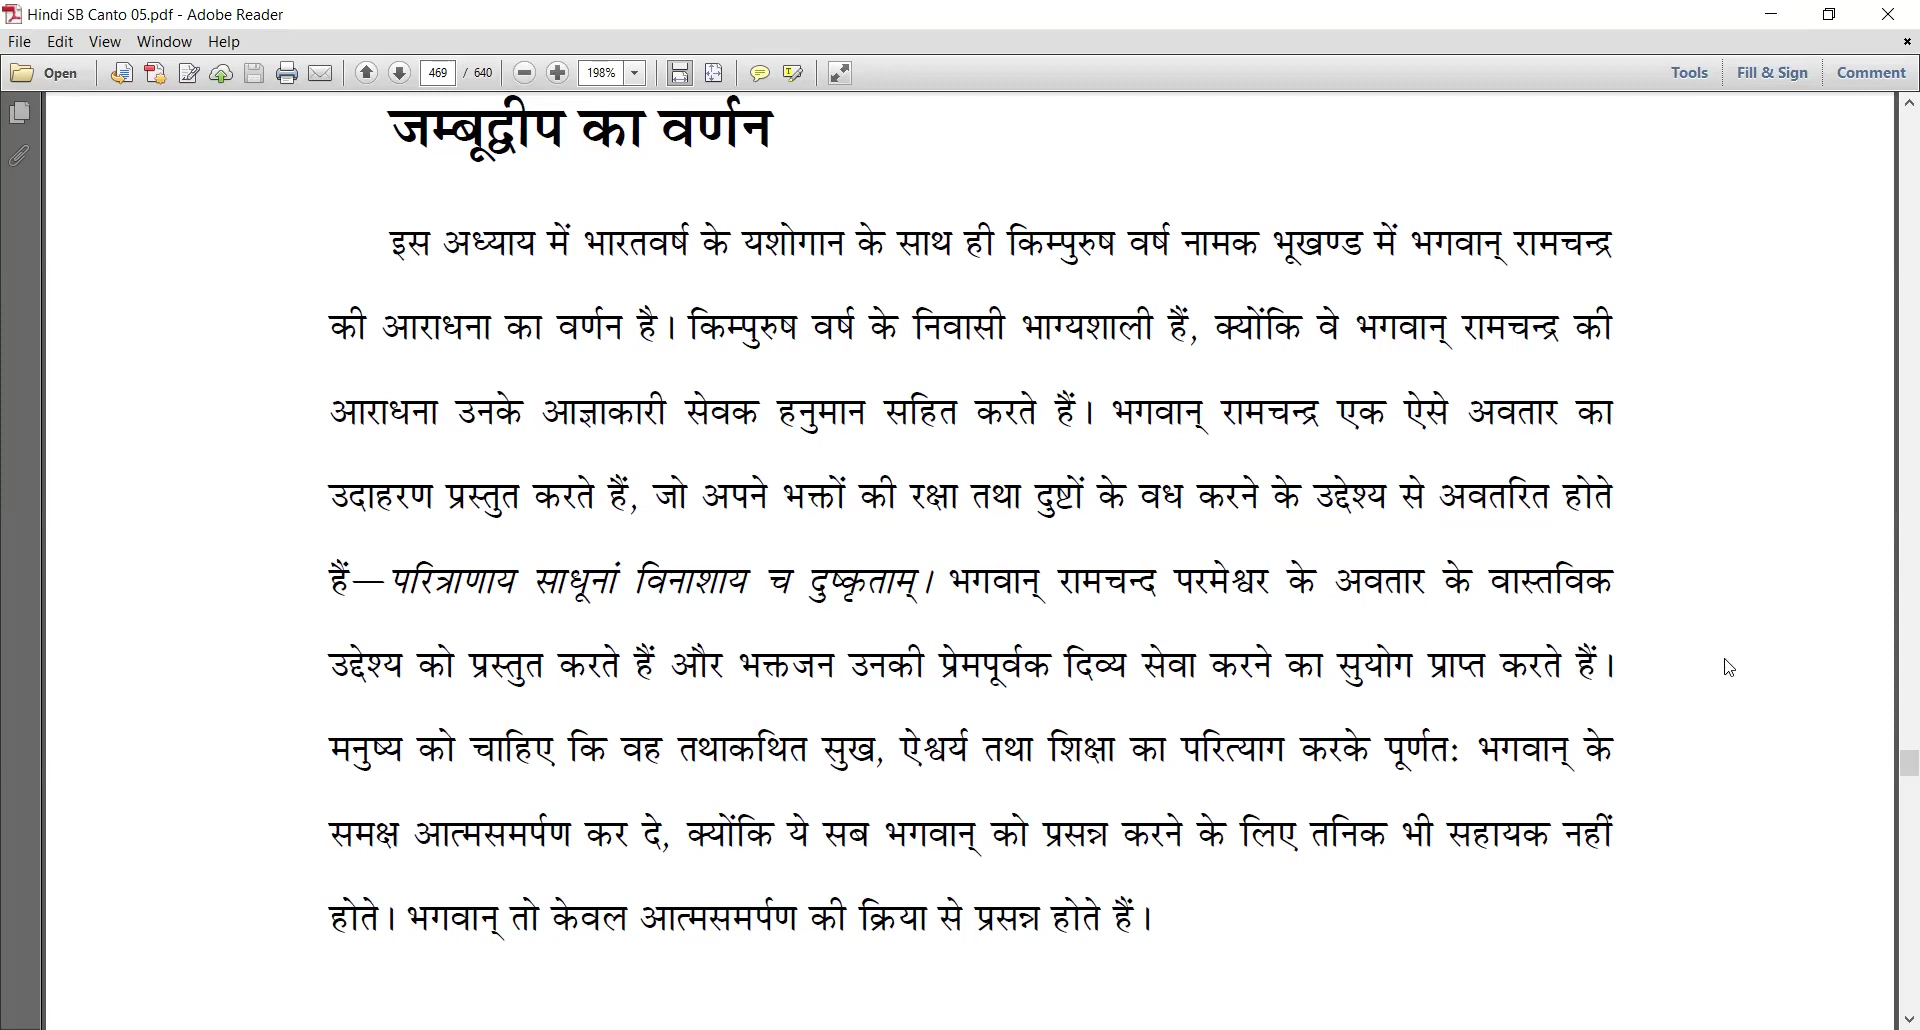 Hindi SB Canto 05.pdf - Adobe Reader
File Edit View Window Help
Open 469 / 640 198% Tools Fill & Sign Comment
जम्बूद्वीप का वर्णन
इस अध्याय में भारतवर्ष के यशोगान के साथ ही किम्पुरुष वर्ष नामक भूखण्ड में भगवान् रामचन्द्र
की आराधना का वर्णन है। किम्पुरुष वर्ष के निवासी भाग्यशाली हैं, क्योंकि वे भगवान् रामचन्द्र की
आराधना उनके आज्ञाकारी सेवक हनुमान सहित करते हैं। भगवान् रामचन्द्र एक ऐसे अवतार का
उदाहरण प्रस्तुत करते हैं, जो अपने भक्तों की रक्षा तथा दुष्टों के वध करने के उद्देश्य से अवतरित होते
हैं—परित्राणाय साधूनां विनाशाय च दुष्कृताम्। भगवान् रामचन्द परमेश्वर के अवतार के वास्तविक
उद्देश्य को प्रस्तुत करते हैं और भक्तजन उनकी प्रेमपूर्वक दिव्य सेवा करने का सुयोग प्राप्त करते हैं।
मनुष्य को चाहिए कि वह तथाकथित सुख, ऐश्वर्य तथा शिक्षा का परित्याग करके पूर्णतः भगवान् के
समक्ष आत्मसमर्पण कर दे, क्योंकि ये सब भगवान् को प्रसन्न करने के लिए तनिक भी सहायक नहीं
होते। भगवान् तो केवल आत्मसमर्पण की क्रिया से प्रसन्न होते हैं।